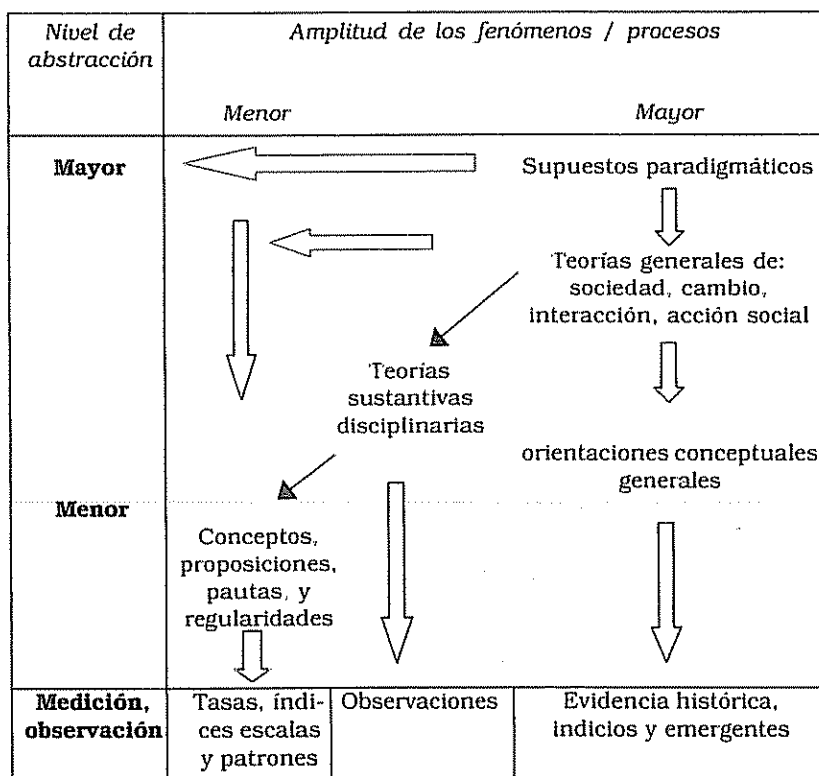 Nivel de
abstracción
Amplitud de los fenómenos / procesos
Menor
Mayor
Mayor
Supuestos paradigmáticos
Teorías generales de:
sociedad, cambio,
interacción, acción social
Teorías
sustantivas
disciplinarias
orientaciones conceptuales
generales
Menor
Conceptos,
proposiciones,
pautas, y
regularidades
Medición,
observación
Tasas, índi-
ces escalas
y patrones
Observaciones
Evidencia histórica,
indicios y emergentes